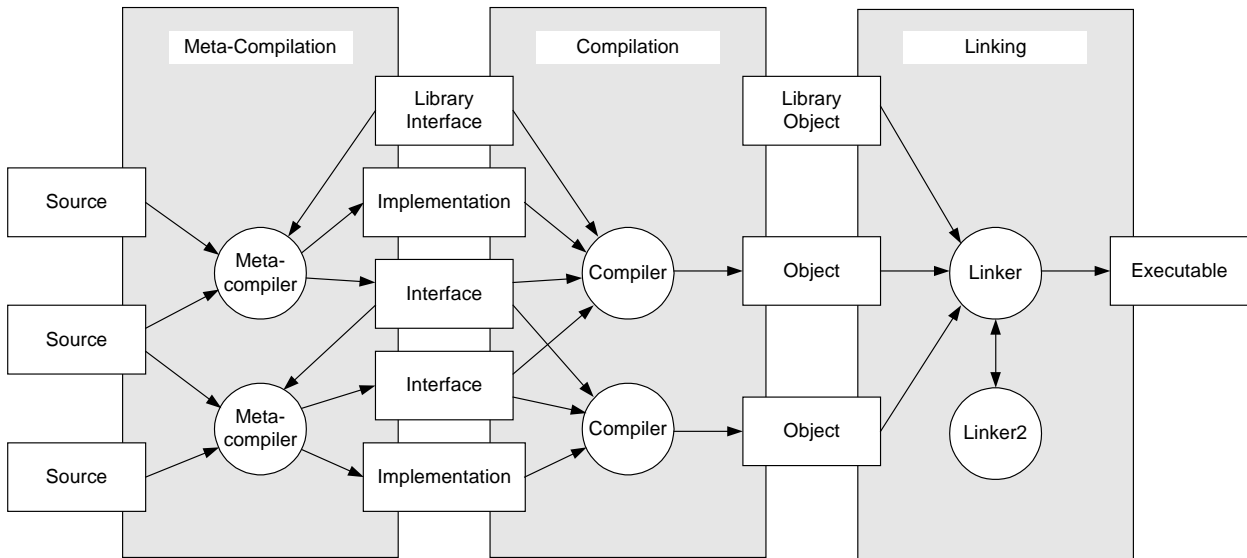 Meta-Compilation
Compilation
Linking
Library
Interface
Library
Object
Source
Implementation
Meta-
compiler
Compiler
Interface
Object
Linker
Executable
Source
Interface
Meta-
compiler
Compiler
Object
Linker2
Source
Implementation